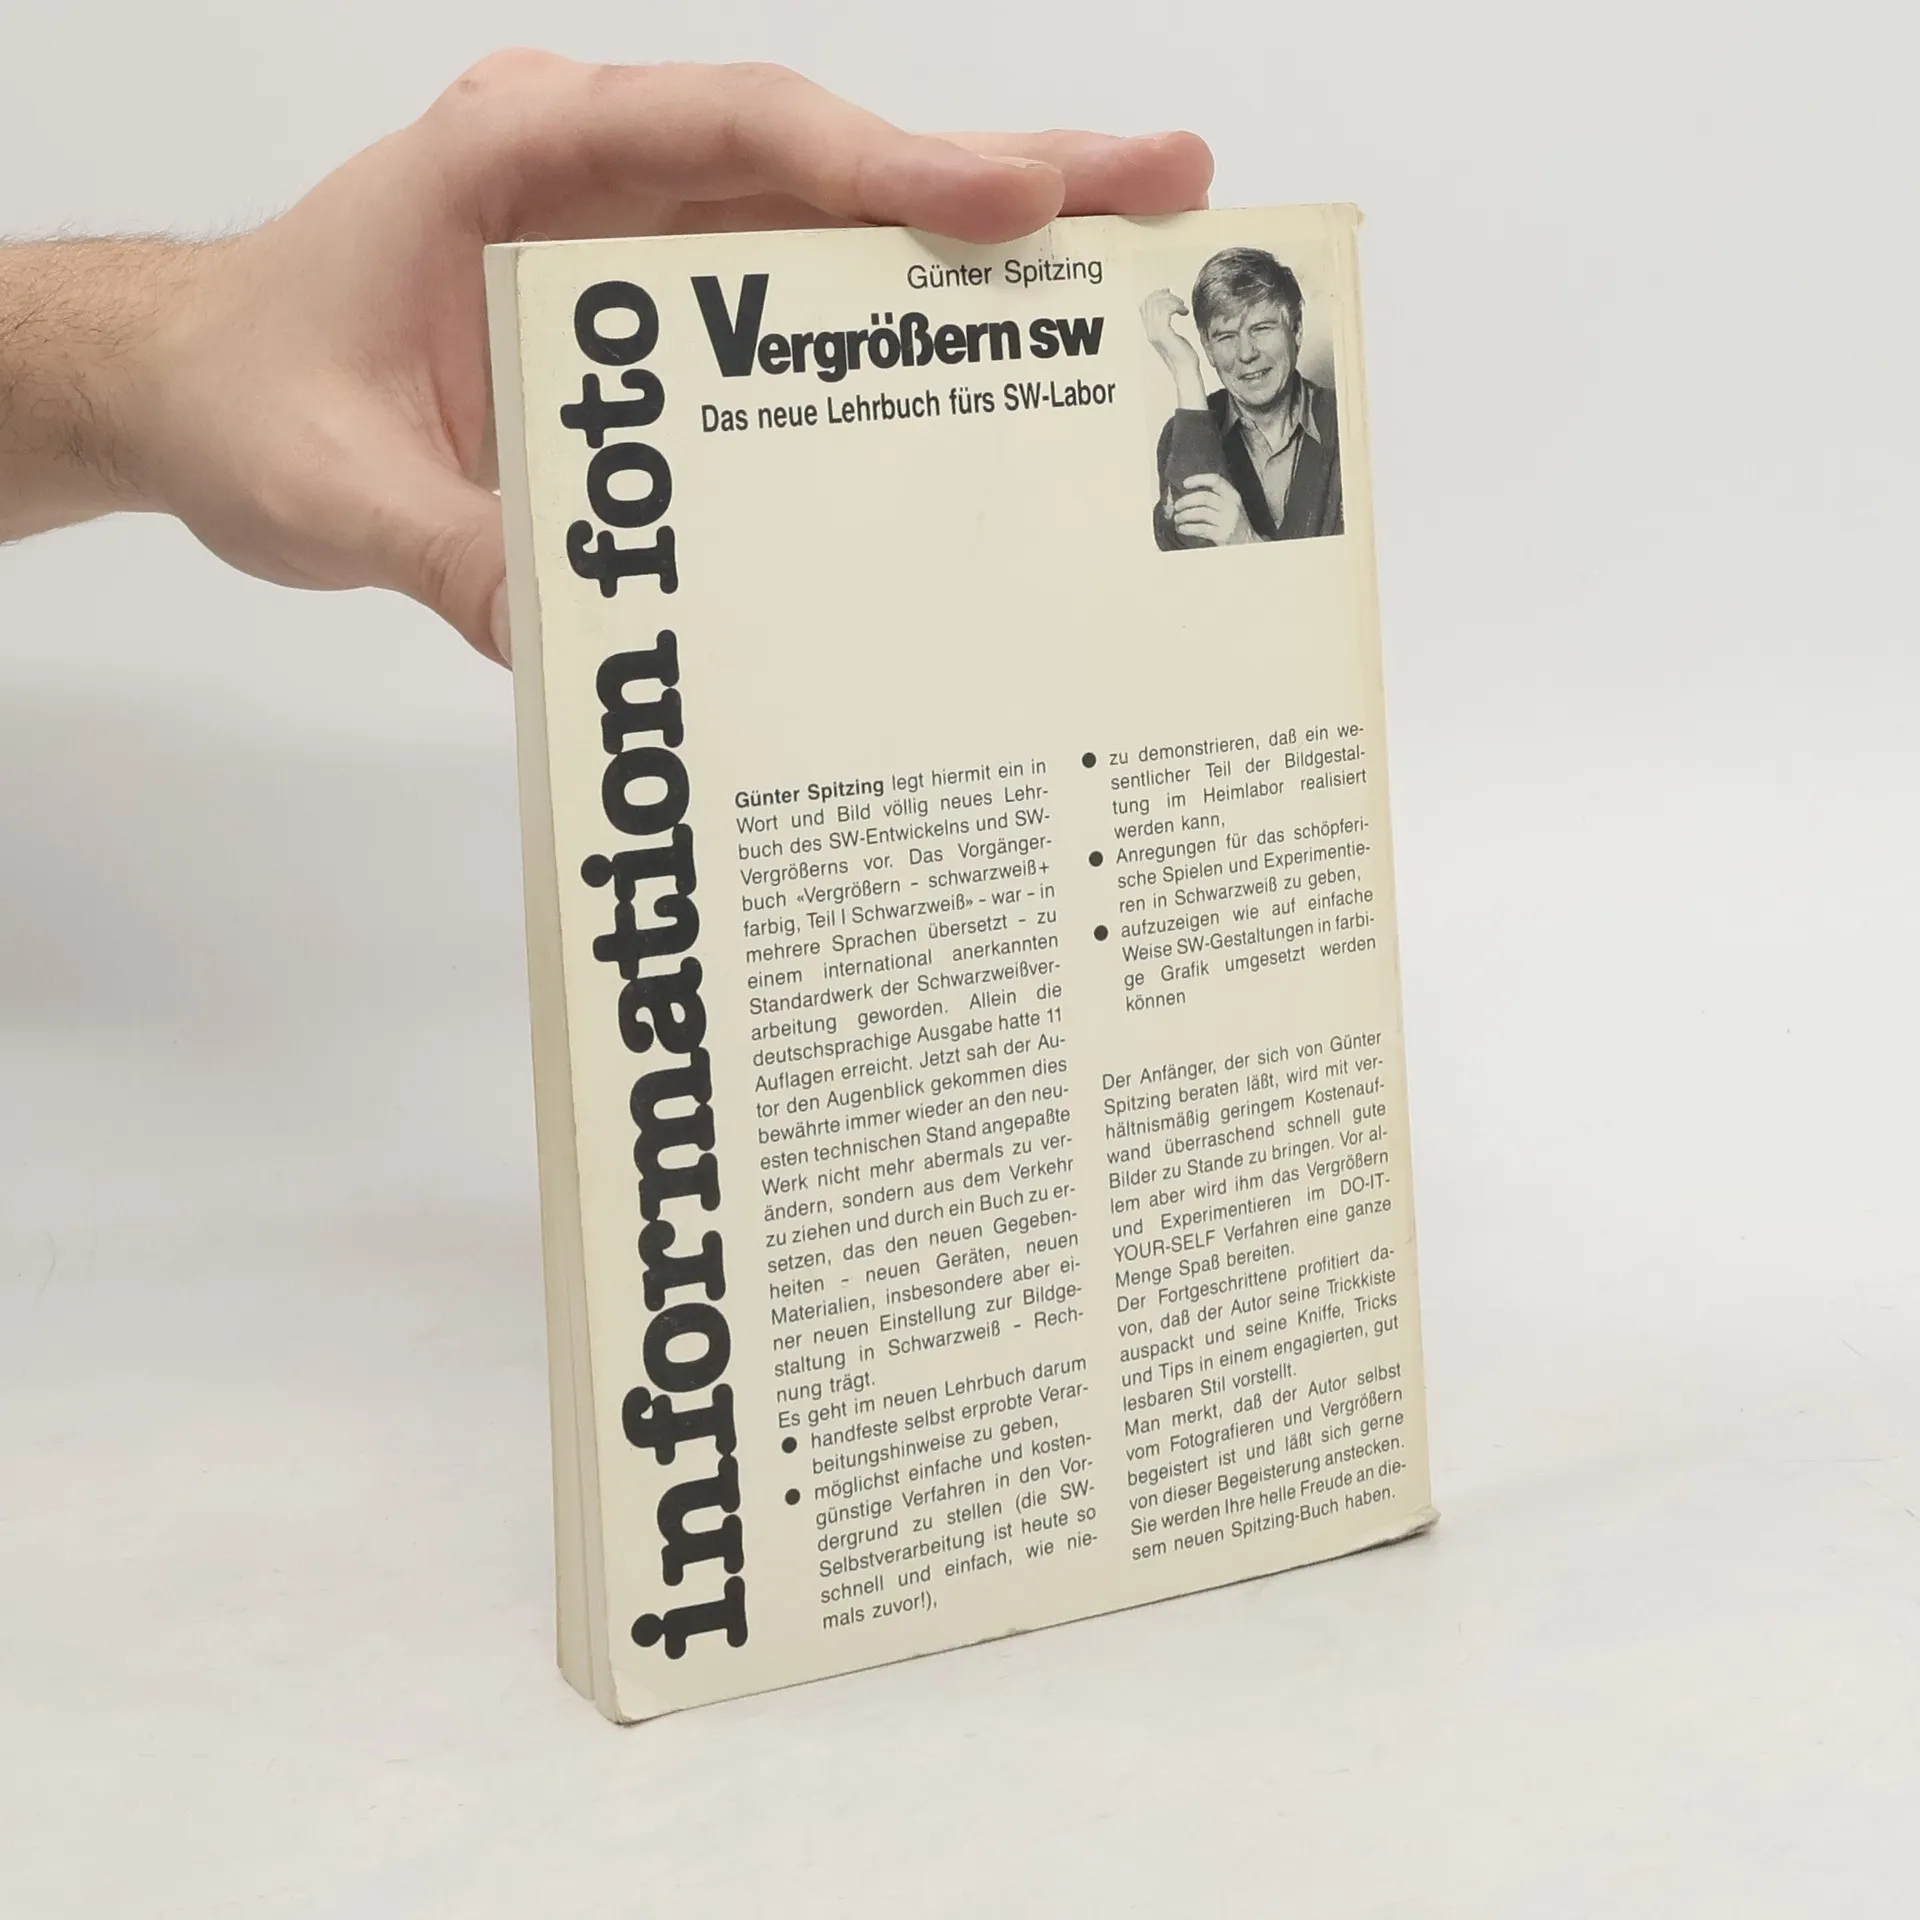 information foto
Günter Spitzing
Vergrößern sw
Das neue Lehrbuch fürs SW-Labor
Günter Spitzing legt hiermit ein in
Wort und Bild völlig neues Lehr-
buch des SW-Entwickelns und SW-
Vergrößerns vor. Das Vorgänger-
buch «Vergrößern - schwarzweiß+
farbig, Teil I Schwarzweiß» - war - in
mehrere Sprachen übersetzt - zu
einem international anerkannten
Standardwerk der Schwarzweißver-
arbeitung geworden. Allein die
deutschsprachige Ausgabe hatte 11
Auflagen erreicht. Jetzt sah der Au-
tor den Augenblick gekommen dies
bewährte immer wieder an den neu-
esten technischen Stand angepaßte
Werk nicht mehr abermals zu ver-
ändern, sondern aus dem Verkehr
zu ziehen und durch ein Buch zu er-
setzen, das den neuen Gegeben-
heiten - neuen Geräten, neuen
Materialien, insbesondere aber ei-
ner neuen Einstellung zur Bildge-
staltung in Schwarzweiß - Rech-
nung trägt.
Es geht im neuen Lehrbuch darum
● handfeste selbst erprobte Verar-
beitungshinweise zu geben,
● möglichst einfache und kosten-
günstige Verfahren in den Vor-
dergrund zu stellen (die SW-
Selbstverarbeitung ist heute so
schnell und einfach, wie nie-
mals zuvor!),
● zu demonstrieren, daß ein we-
sentlicher Teil der Bildgestal-
tung im Heimlabor realisiert
werden kann,
● Anregungen für das schöpferi-
sche Spielen und Experimentie-
ren in Schwarzweiß zu geben,
● aufzuzeigen wie auf einfache
Weise SW-Gestaltungen in farbi-
ge Grafik umgesetzt werden
können
Der Anfänger, der sich von Günter
Spitzing beraten läßt, wird mit ver-
hältnismäßig geringem Kostenauf-
wand überraschend schnell gute
Bilder zu Stande zu bringen. Vor al-
lem aber wird ihm das Vergrößern
und Experimentieren im DO-IT-
YOUR-SELF Verfahren eine ganze
Menge Spaß bereiten.
Der Fortgeschrittene profitiert da-
von, daß der Autor seine Trickkiste
auspackt und seine Kniffe, Tricks
und Tips in einem engagierten, gut
lesbaren Stil vorstellt.
Man merkt, daß der Autor selbst
vom Fotografieren und Vergrößern
begeistert ist und läßt sich gerne
von dieser Begeisterung anstecken.
Sie werden Ihre helle Freude an die-
sem neuen Spitzing-Buch haben.